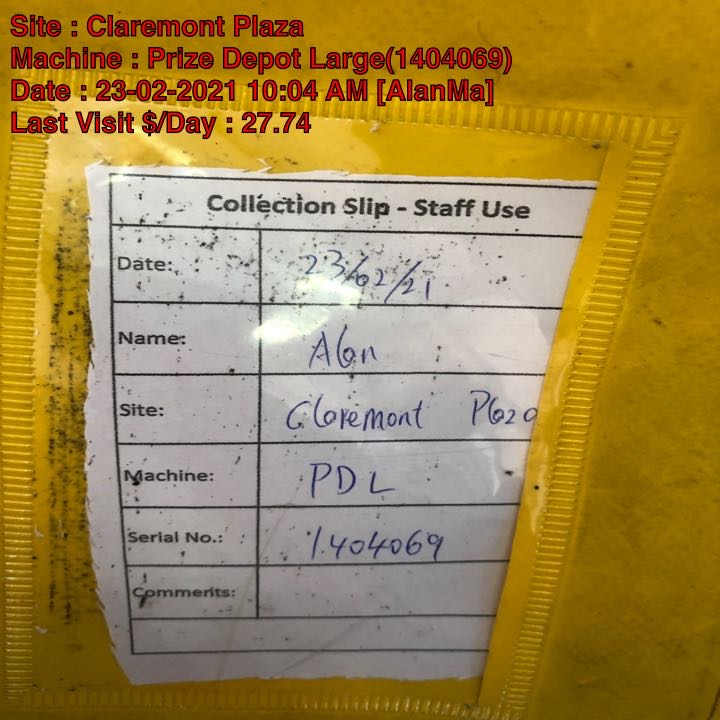 Site : Claremont Plaza
Machine : Prize Depot Large(1404069)
Date : 23-02-2021 10:04 AM [AlanMa]
Last Visit $/Day : 27.74
Collection Slip - Staff Use
Date: 23/02/21
Name: Alan
Site: Claremont Plaza
Machine: PDL
Serial No.: 1404069
Comments: